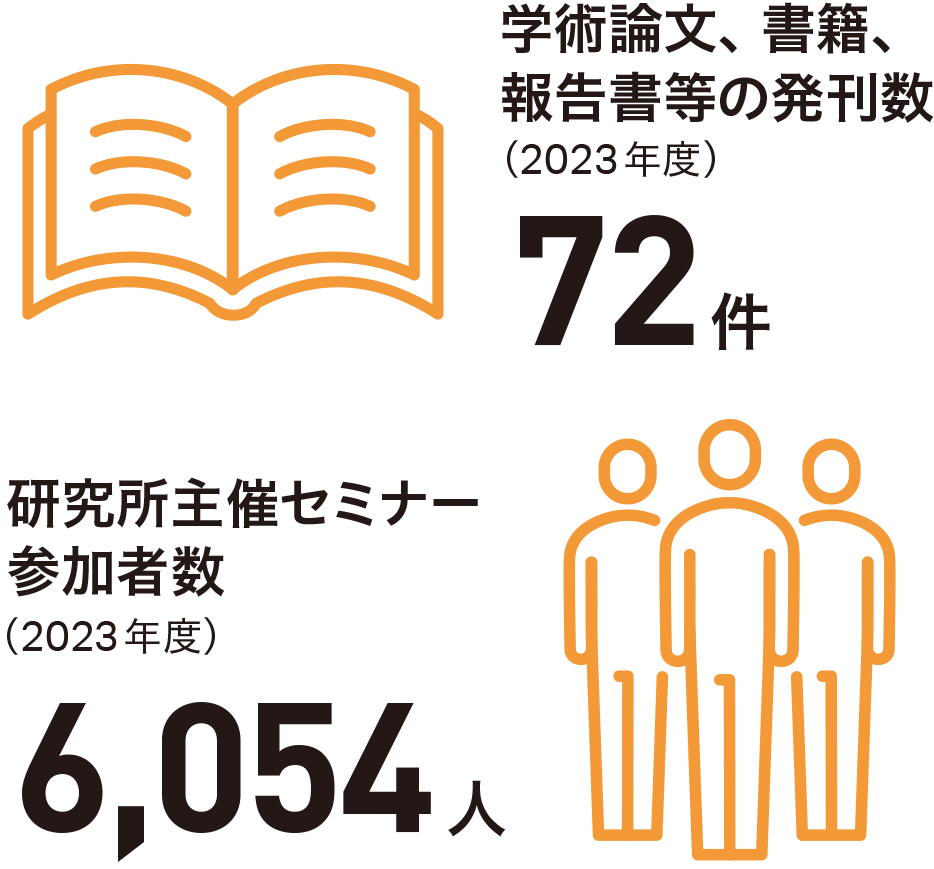 学術論文、書籍、
報告書等の発刊数
（2023年度）
72件
研究所主催セミナー
参加者数
（2023年度）
6,054人